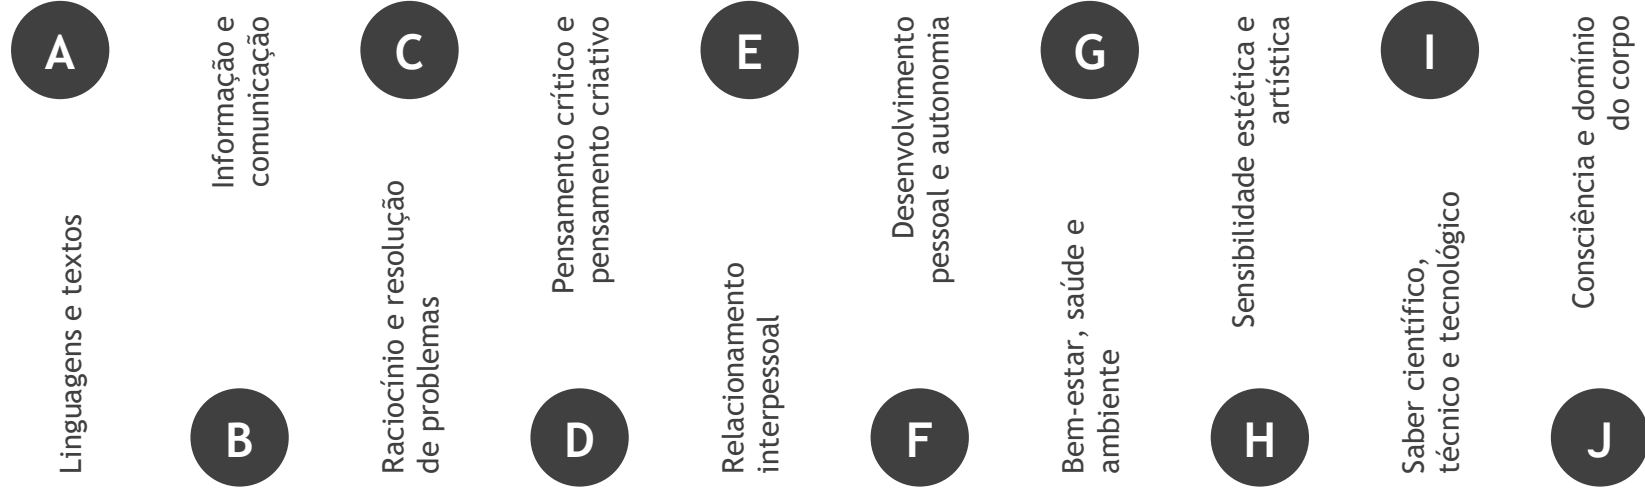 A
Linguagens e textos
B
Informação e
comunicação
C
Raciocínio e resolução
de problemas
D
Pensamento crítico e
pensamento criativo
E
Relacionamento
interpessoal
F
Desenvolvimento
pessoal e autonomia
G
Bem-estar, saúde e
ambiente
H
Sensibilidade estética e
artística
I
Saber científico,
técnico e tecnológico
J
Consciência e domínio
do corpo